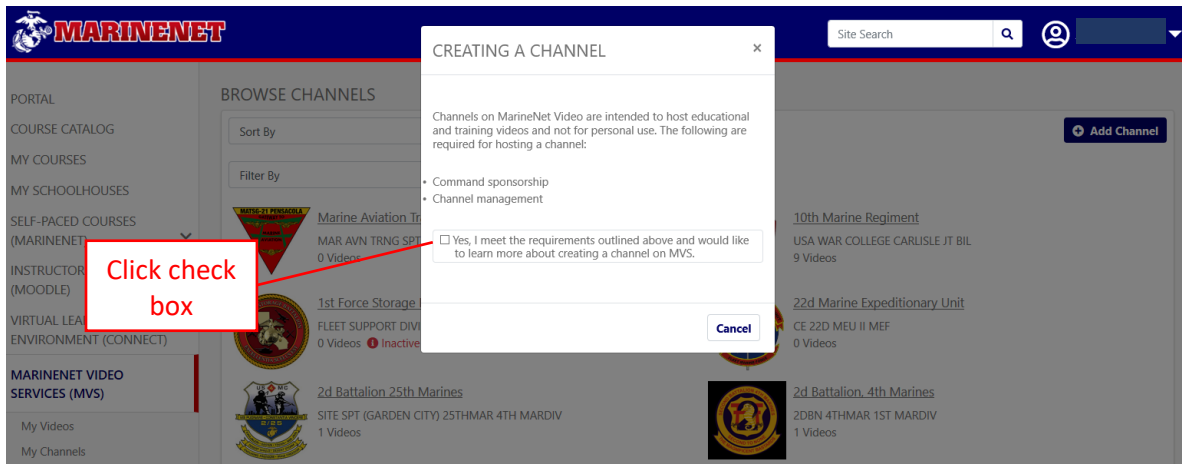 MARINENET
Site Search
PORTAL
COURSE CATALOG
MY COURSES
MY SCHOOLHOUSES
SELF-PACED COURSES
(MARINENET)
INSTRUCTOR
(MOODLE)
VIRTUAL LEA
ENVIRONMENT (CONNECT)
MARINENET VIDEO
SERVICES (MVS)
My Videos
My Channels
Click check
box
BROWSE CHANNELS
Sort By
Filter By
Add Channel
CREATING A CHANNEL ×
Channels on MarineNet Video are intended to host educational
and training videos and not for personal use. The following are
required for hosting a channel:
• Command sponsorship
• Channel management
Yes, I meet the requirements outlined above and would like
to learn more about creating a channel on MVS.
Cancel
MATSG-21 PENSACOLA
Marine Aviation Tr
MAR AVN TRNG SPT
0 Videos
10th Marine Regiment
USA WAR COLLEGE CARLISLE JT BIL
9 Videos
1st Force Storage
FLEET SUPPORT DIVI
0 Videos Inactive
22d Marine Expeditionary Unit
CE 22D MEU II MEF
0 Videos
2d Battalion 25th Marines
SITE SPT (GARDEN CITY) 25THMAR 4TH MARDIV
1 Videos
2d Battalion, 4th Marines
2DBN 4THMAR 1ST MARDIV
1 Videos